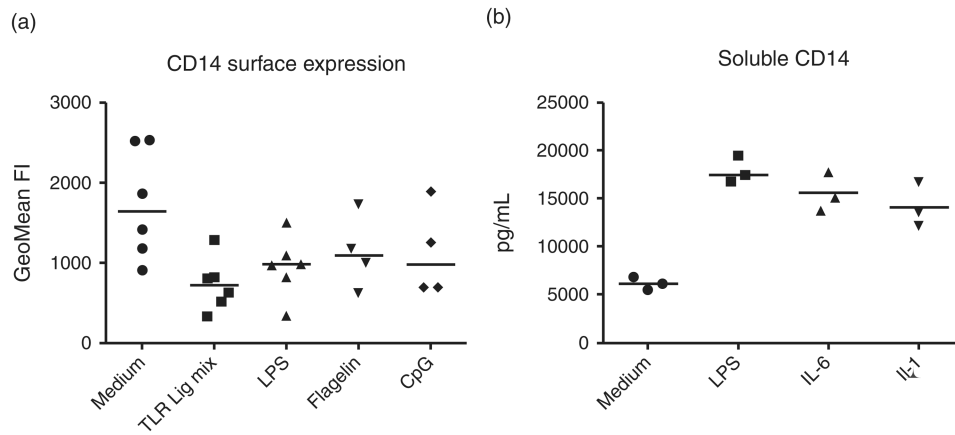 (a)
CD14 surface expression
GeoMean FI
3000
2000
1000
0
Medium
TLR Lig mix
LPS
Flagelin
CpG
(b)
Soluble CD14
pg/mL
25000
20000
15000
10000
5000
0
Medium
LPS
IL-6
IL-1